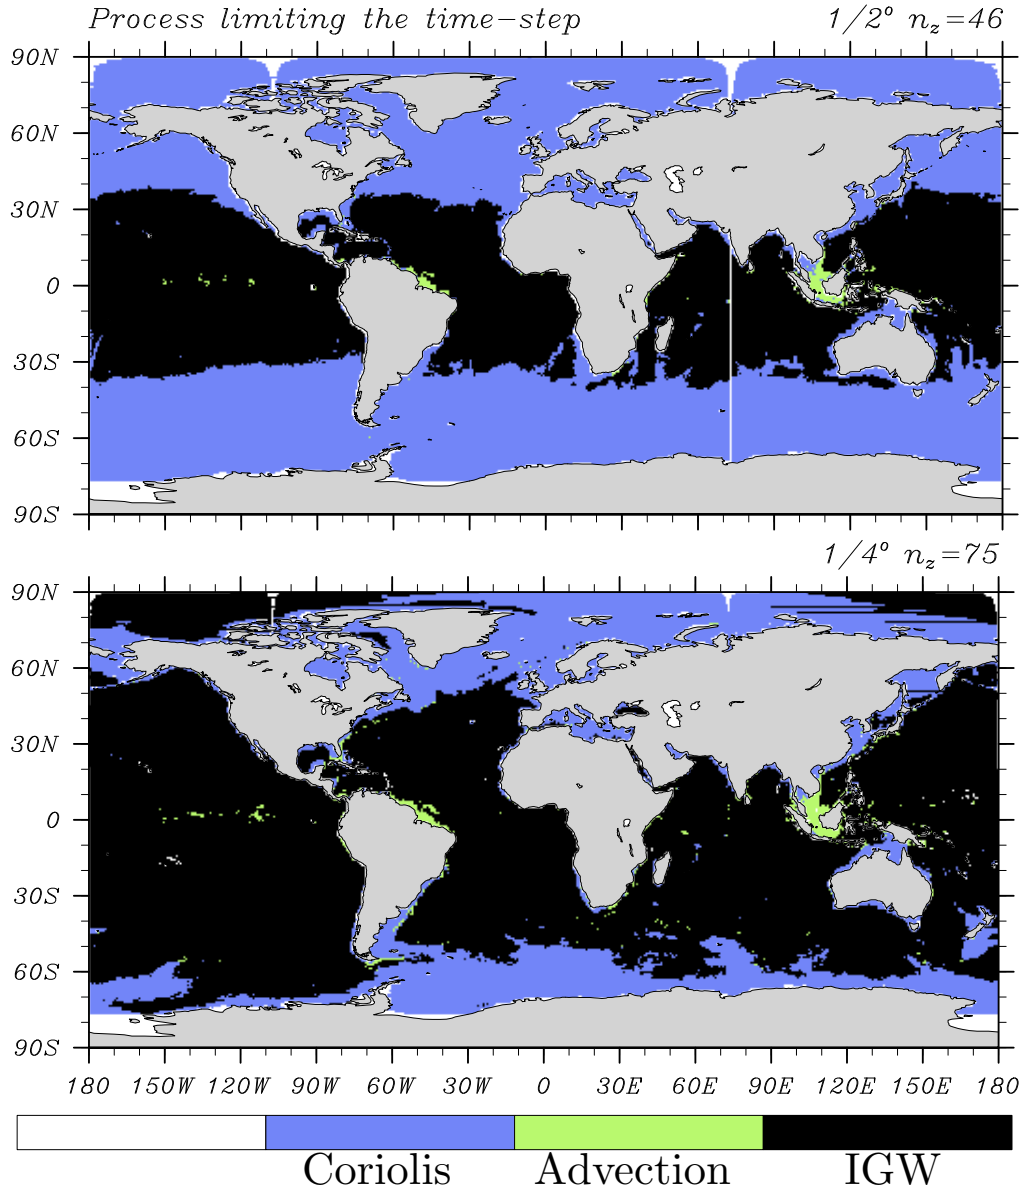 Process limiting the time-step 1/2° n_z=46
90N
60N
30N
0
30S
60S
90S
1/4° n_z=75
90N
60N
30N
0
30S
60S
90S
180 150W 120W 90W 60W 30W 0 30E 60E 90E 120E 150E 180
Coriolis Advection IGW